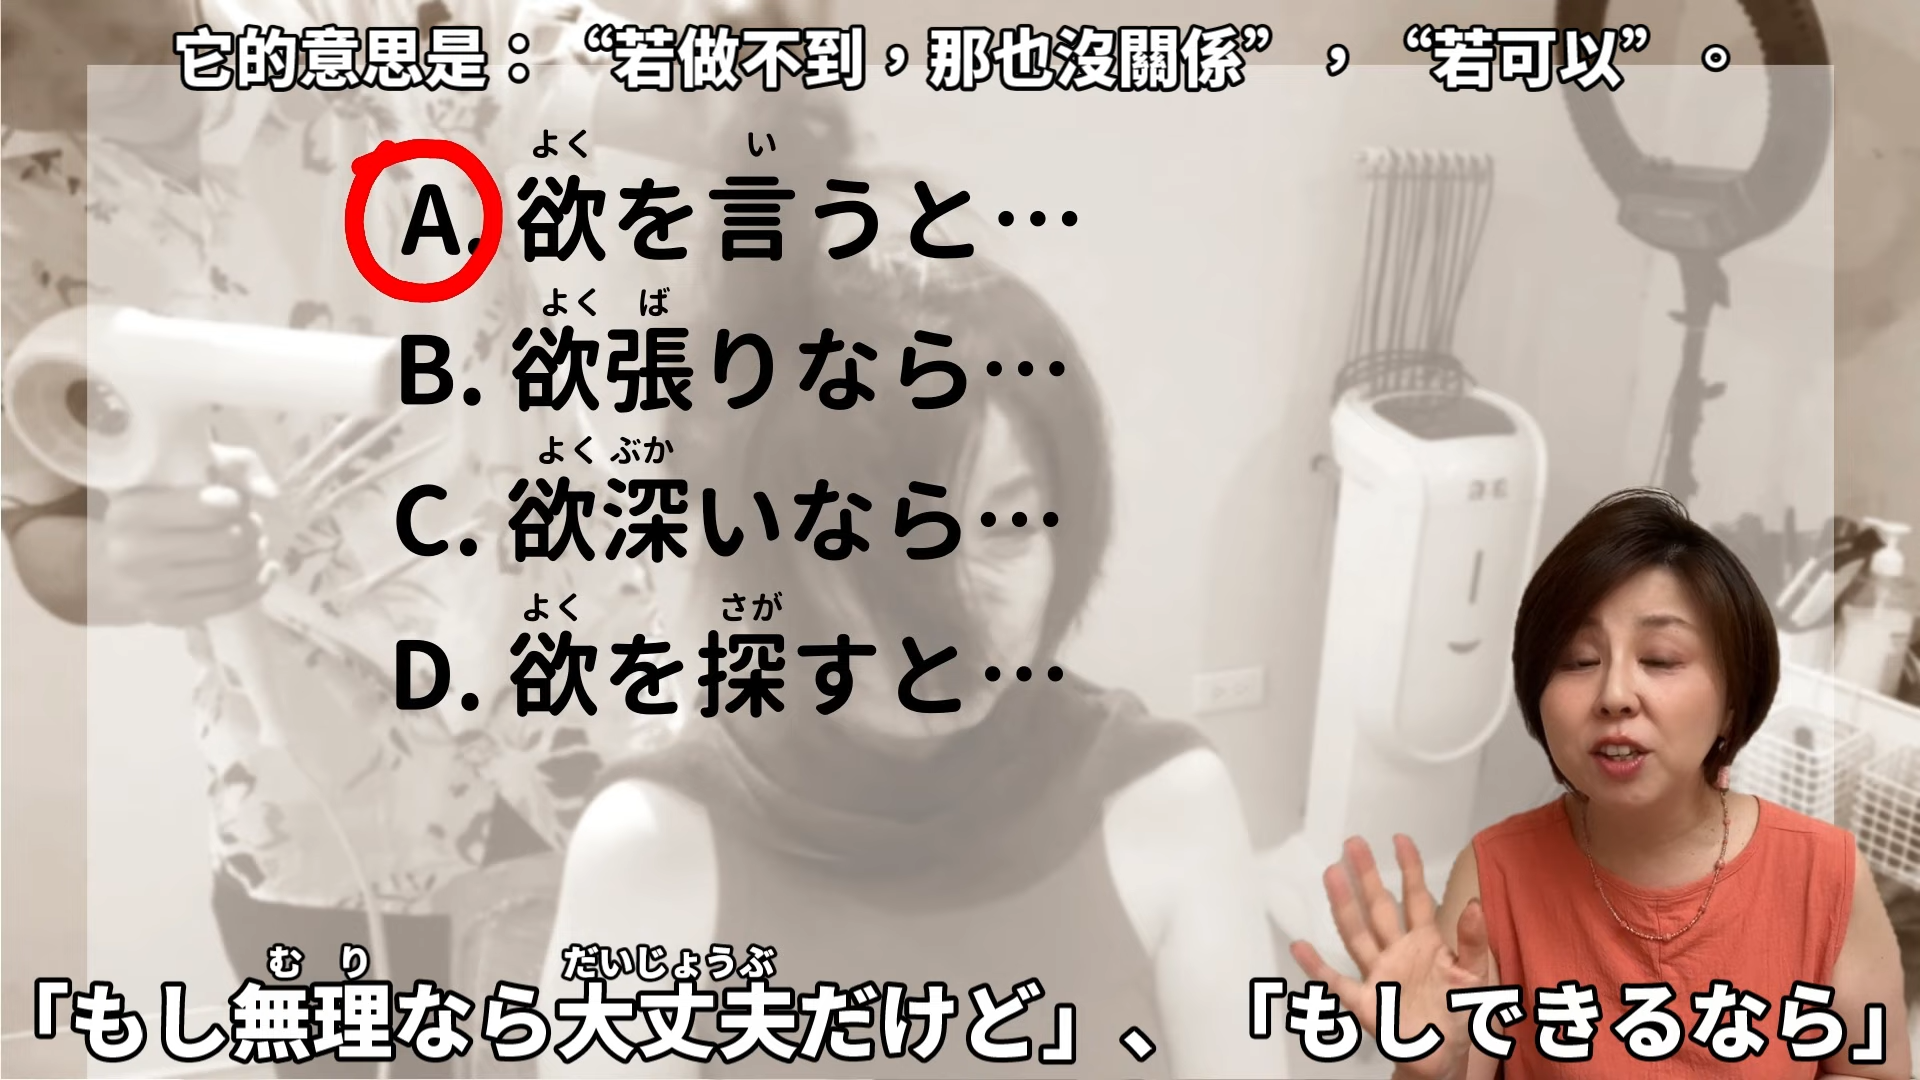 它的意思是：“若做不到，那也沒關係”，“若可以”。
よく い
A. 欲を言うと…
よく ば
B. 欲張りなら…
よく ぶか
C. 欲深いなら…
よく さが
D. 欲を探すと…
む り だいじょうぶ
「もし無理なら大丈夫だけど」、「もしできるなら」